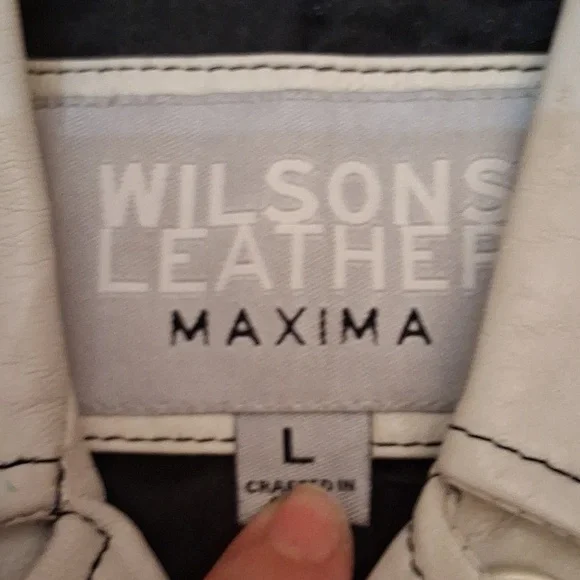 WILSONS
LEATHER
MAXIMA
L
CRAFTED IN